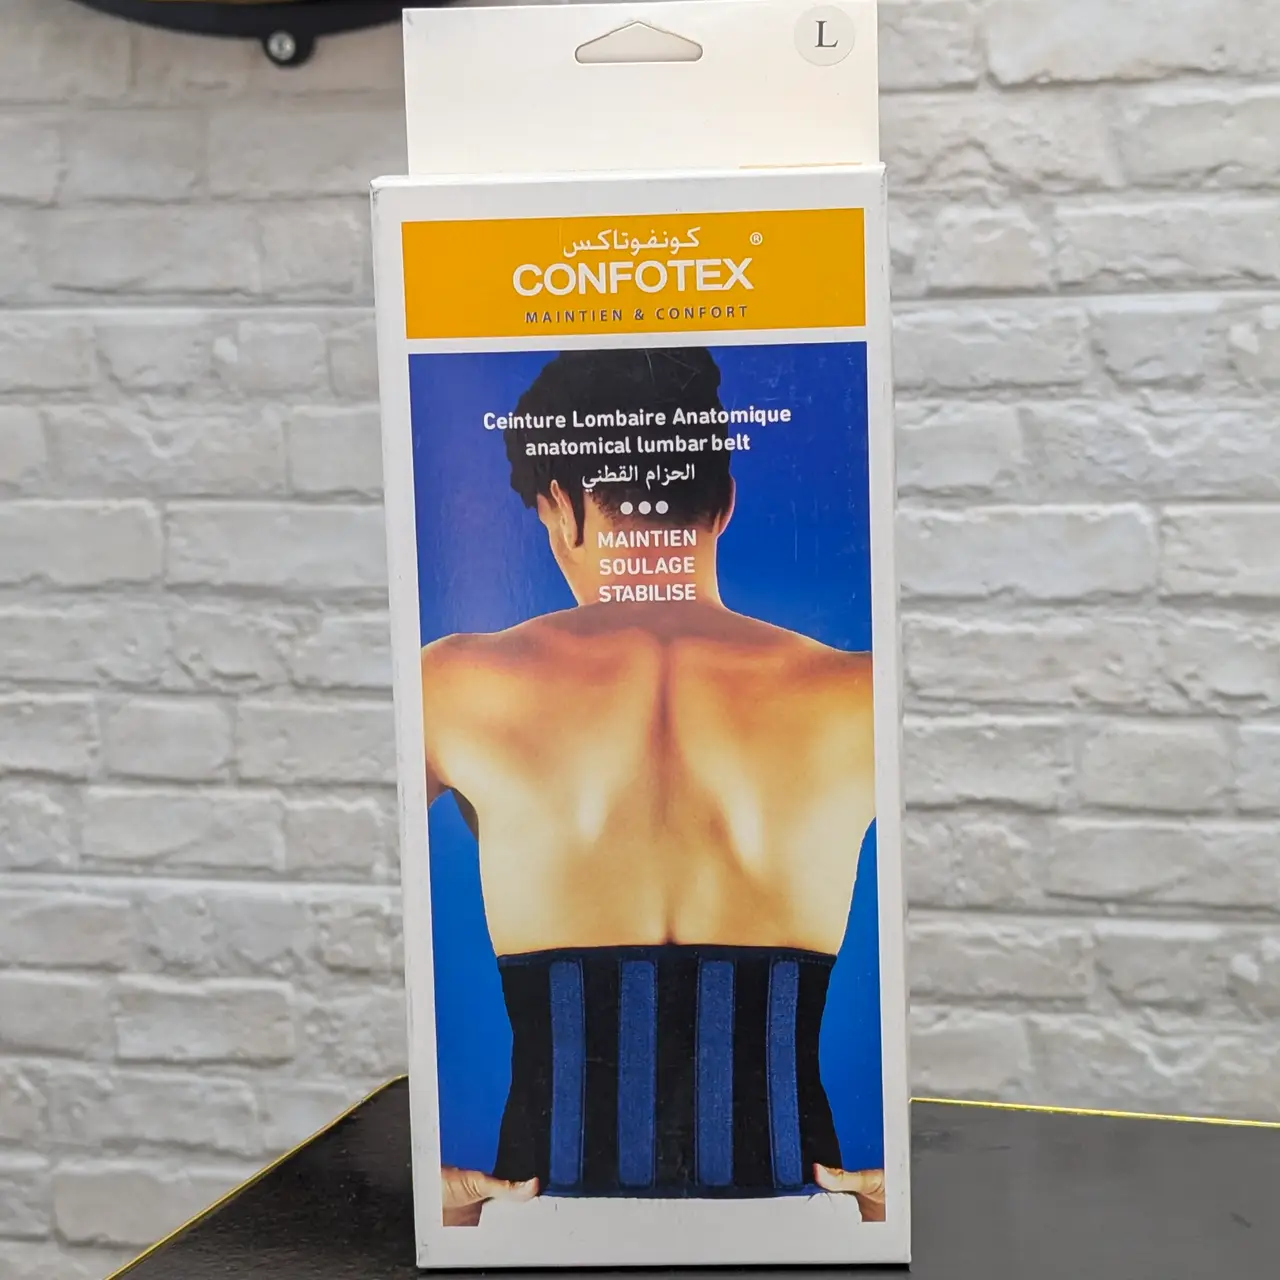 L
كونفوتاكس
®
CONFOTEX
MAINTIEN & CONFORT
Ceinture Lombaire Anatomique
anatomical lumbar belt
الحزام القطني
MAINTIEN
SOULAGE
STABILISE